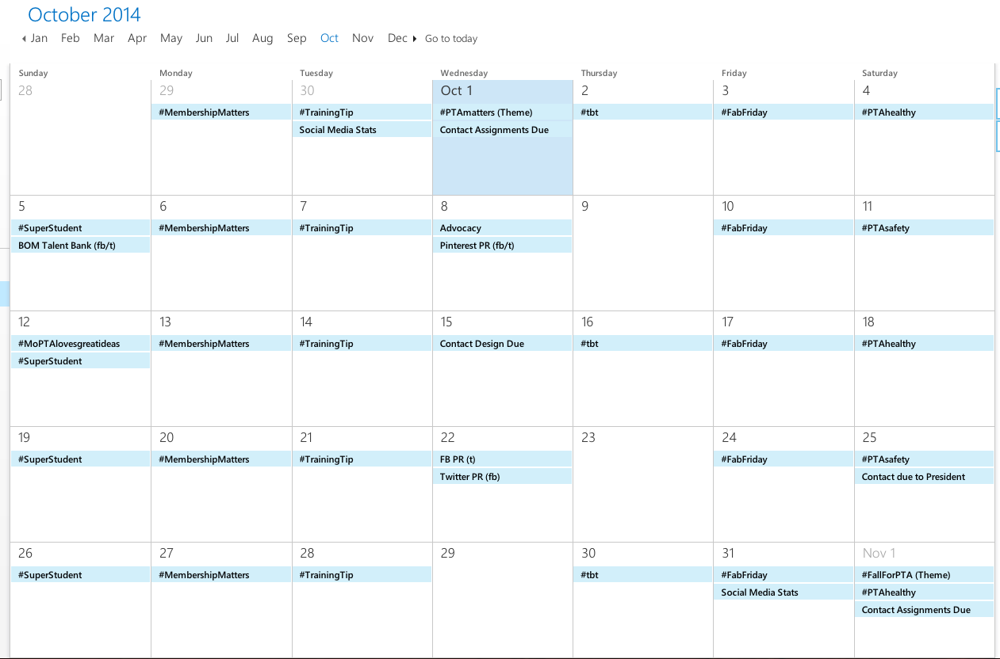 October 2014
Jan Feb Mar Apr May Jun Jul Aug Sep Oct Nov Dec Go to today
Sunday Monday Tuesday Wednesday Thursday Friday Saturday
28 29 30 Oct 1 2 3 4
#MembershipMatters #TrainingTip #PTAmatters (Theme) #tbt #FabFriday #PTAhealthy
Social Media Stats Contact Assignments Due
5 6 7 8 9 10 11
#SuperStudent #MembershipMatters #TrainingTip Advocacy #FabFriday #PTAsafety
BOM Talent Bank (fb/t) Pinterest PR (fb/t)
12 13 14 15 16 17 18
#MoPTAlovesgreatideas #MembershipMatters #TrainingTip Contact Design Due #tbt #FabFriday #PTAhealthy
#SuperStudent
19 20 21 22 23 24 25
#SuperStudent #MembershipMatters #TrainingTip FB PR (t) #FabFriday #PTAsafety
Twitter PR (fb) Contact due to President
26 27 28 29 30 31 Nov 1
#SuperStudent #MembershipMatters #TrainingTip #tbt #FabFriday #FallForPTA (Theme)
Social Media Stats #PTAhealthy
Contact Assignments Due